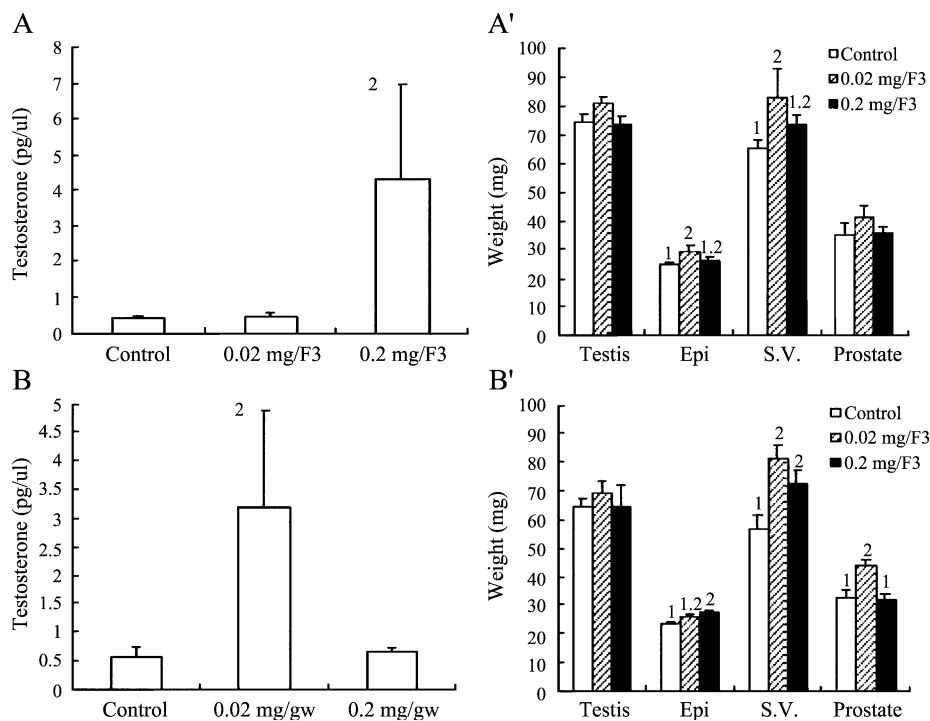 A
Testosterone (pg/ul)
8
7
6
5
4
3
2
1
0
2
Control
0.02 mg/F3
0.2 mg/F3
A'
Weight (mg)
100
90
80
70
60
50
40
30
20
10
0
Control
0.02 mg/F3
0.2 mg/F3
1
2
1.2
1
2
1.2
Testis
Epi
S.V.
Prostate
B
Testosterone (pg/ul)
5
4.5
4
3.5
3
2.5
2
1.5
1
0.5
0
2
Control
0.02 mg/gw
0.2 mg/gw
B'
Weight (mg)
100
90
80
70
60
50
40
30
20
10
0
Control
0.02 mg/F3
0.2 mg/F3
1
1.2
2
1
2
2
1
2
1
Testis
Epi
S.V.
Prostate